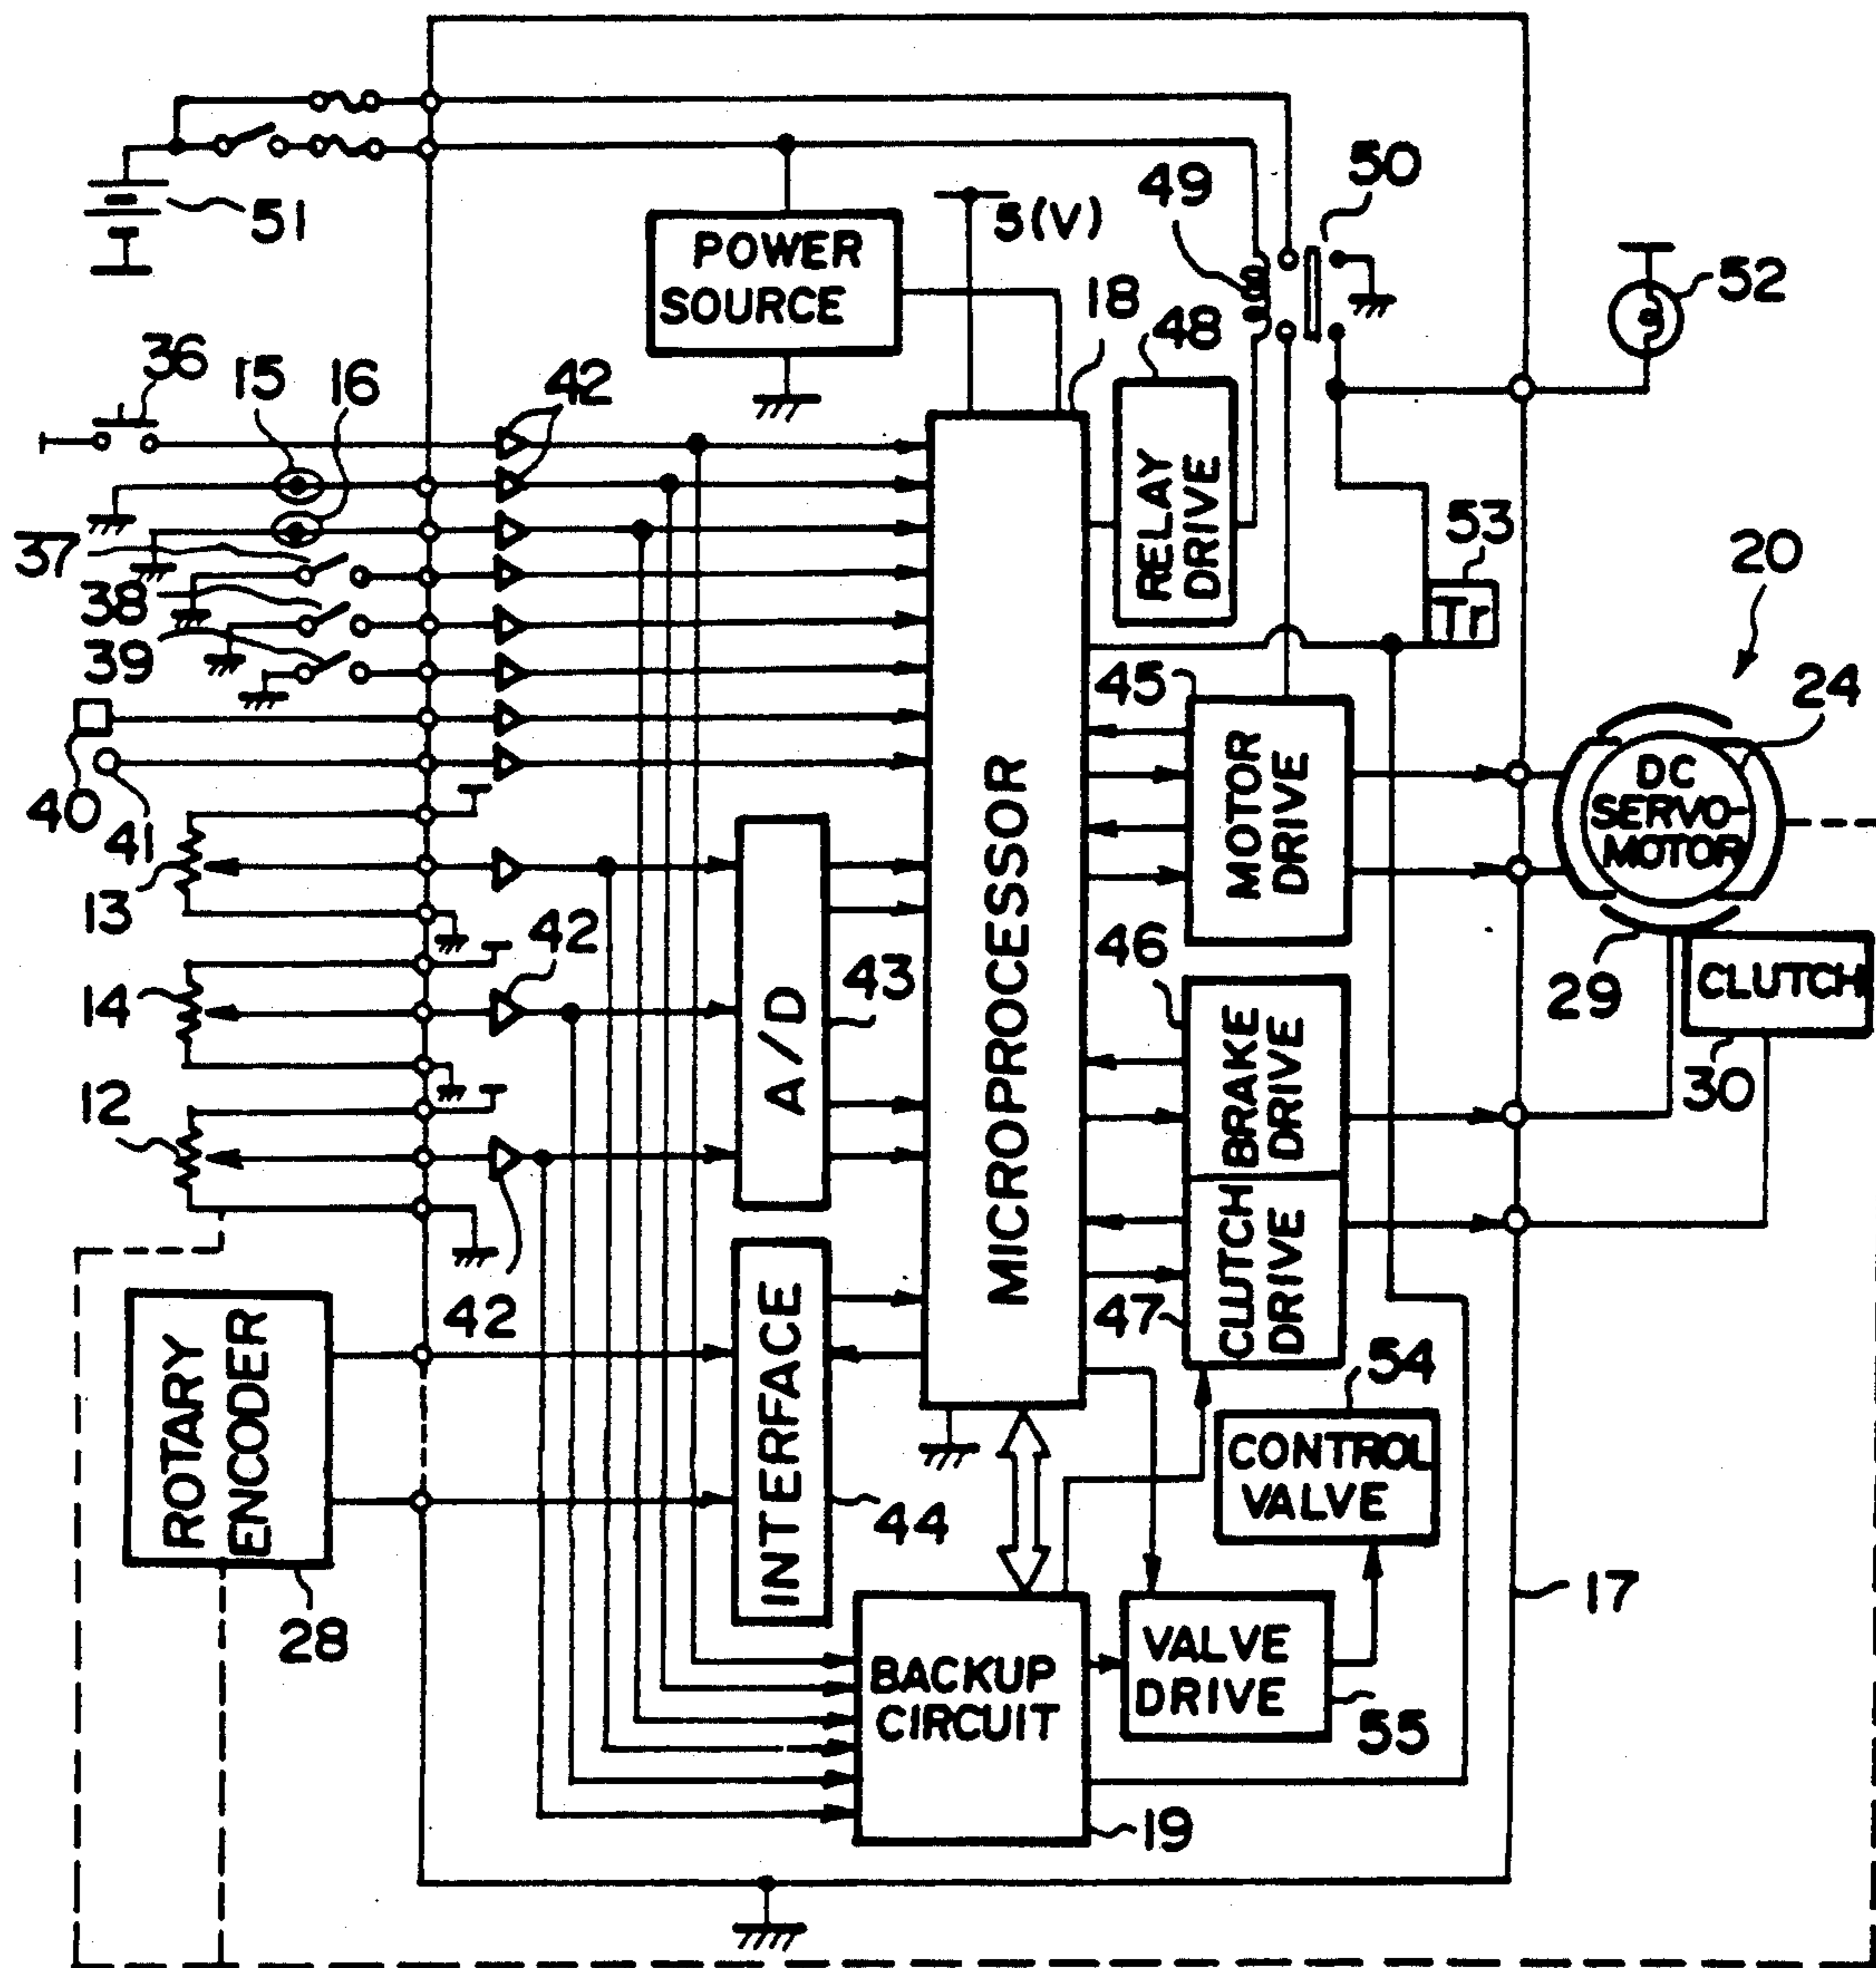 51
POWER
SOURCE
5(V)
49
50
18
48
52
36
15
16
42
37
38
39
40
41
13
14
12
42
42
RELAY
DRIVE
53
Tr
20
24
45
MOTOR
DRIVE
DC
SERVO-
MOTOR
29
CLUTCH
30
43
A/D
MICROPROCESSOR
46
BRAKE
DRIVE
47
CLUTCH
DRIVE
54
CONTROL
VALVE
ROTARY
ENCODER
28
INTERFACE
44
17
BACKUP
CIRCUIT
19
VALVE
DRIVE
55